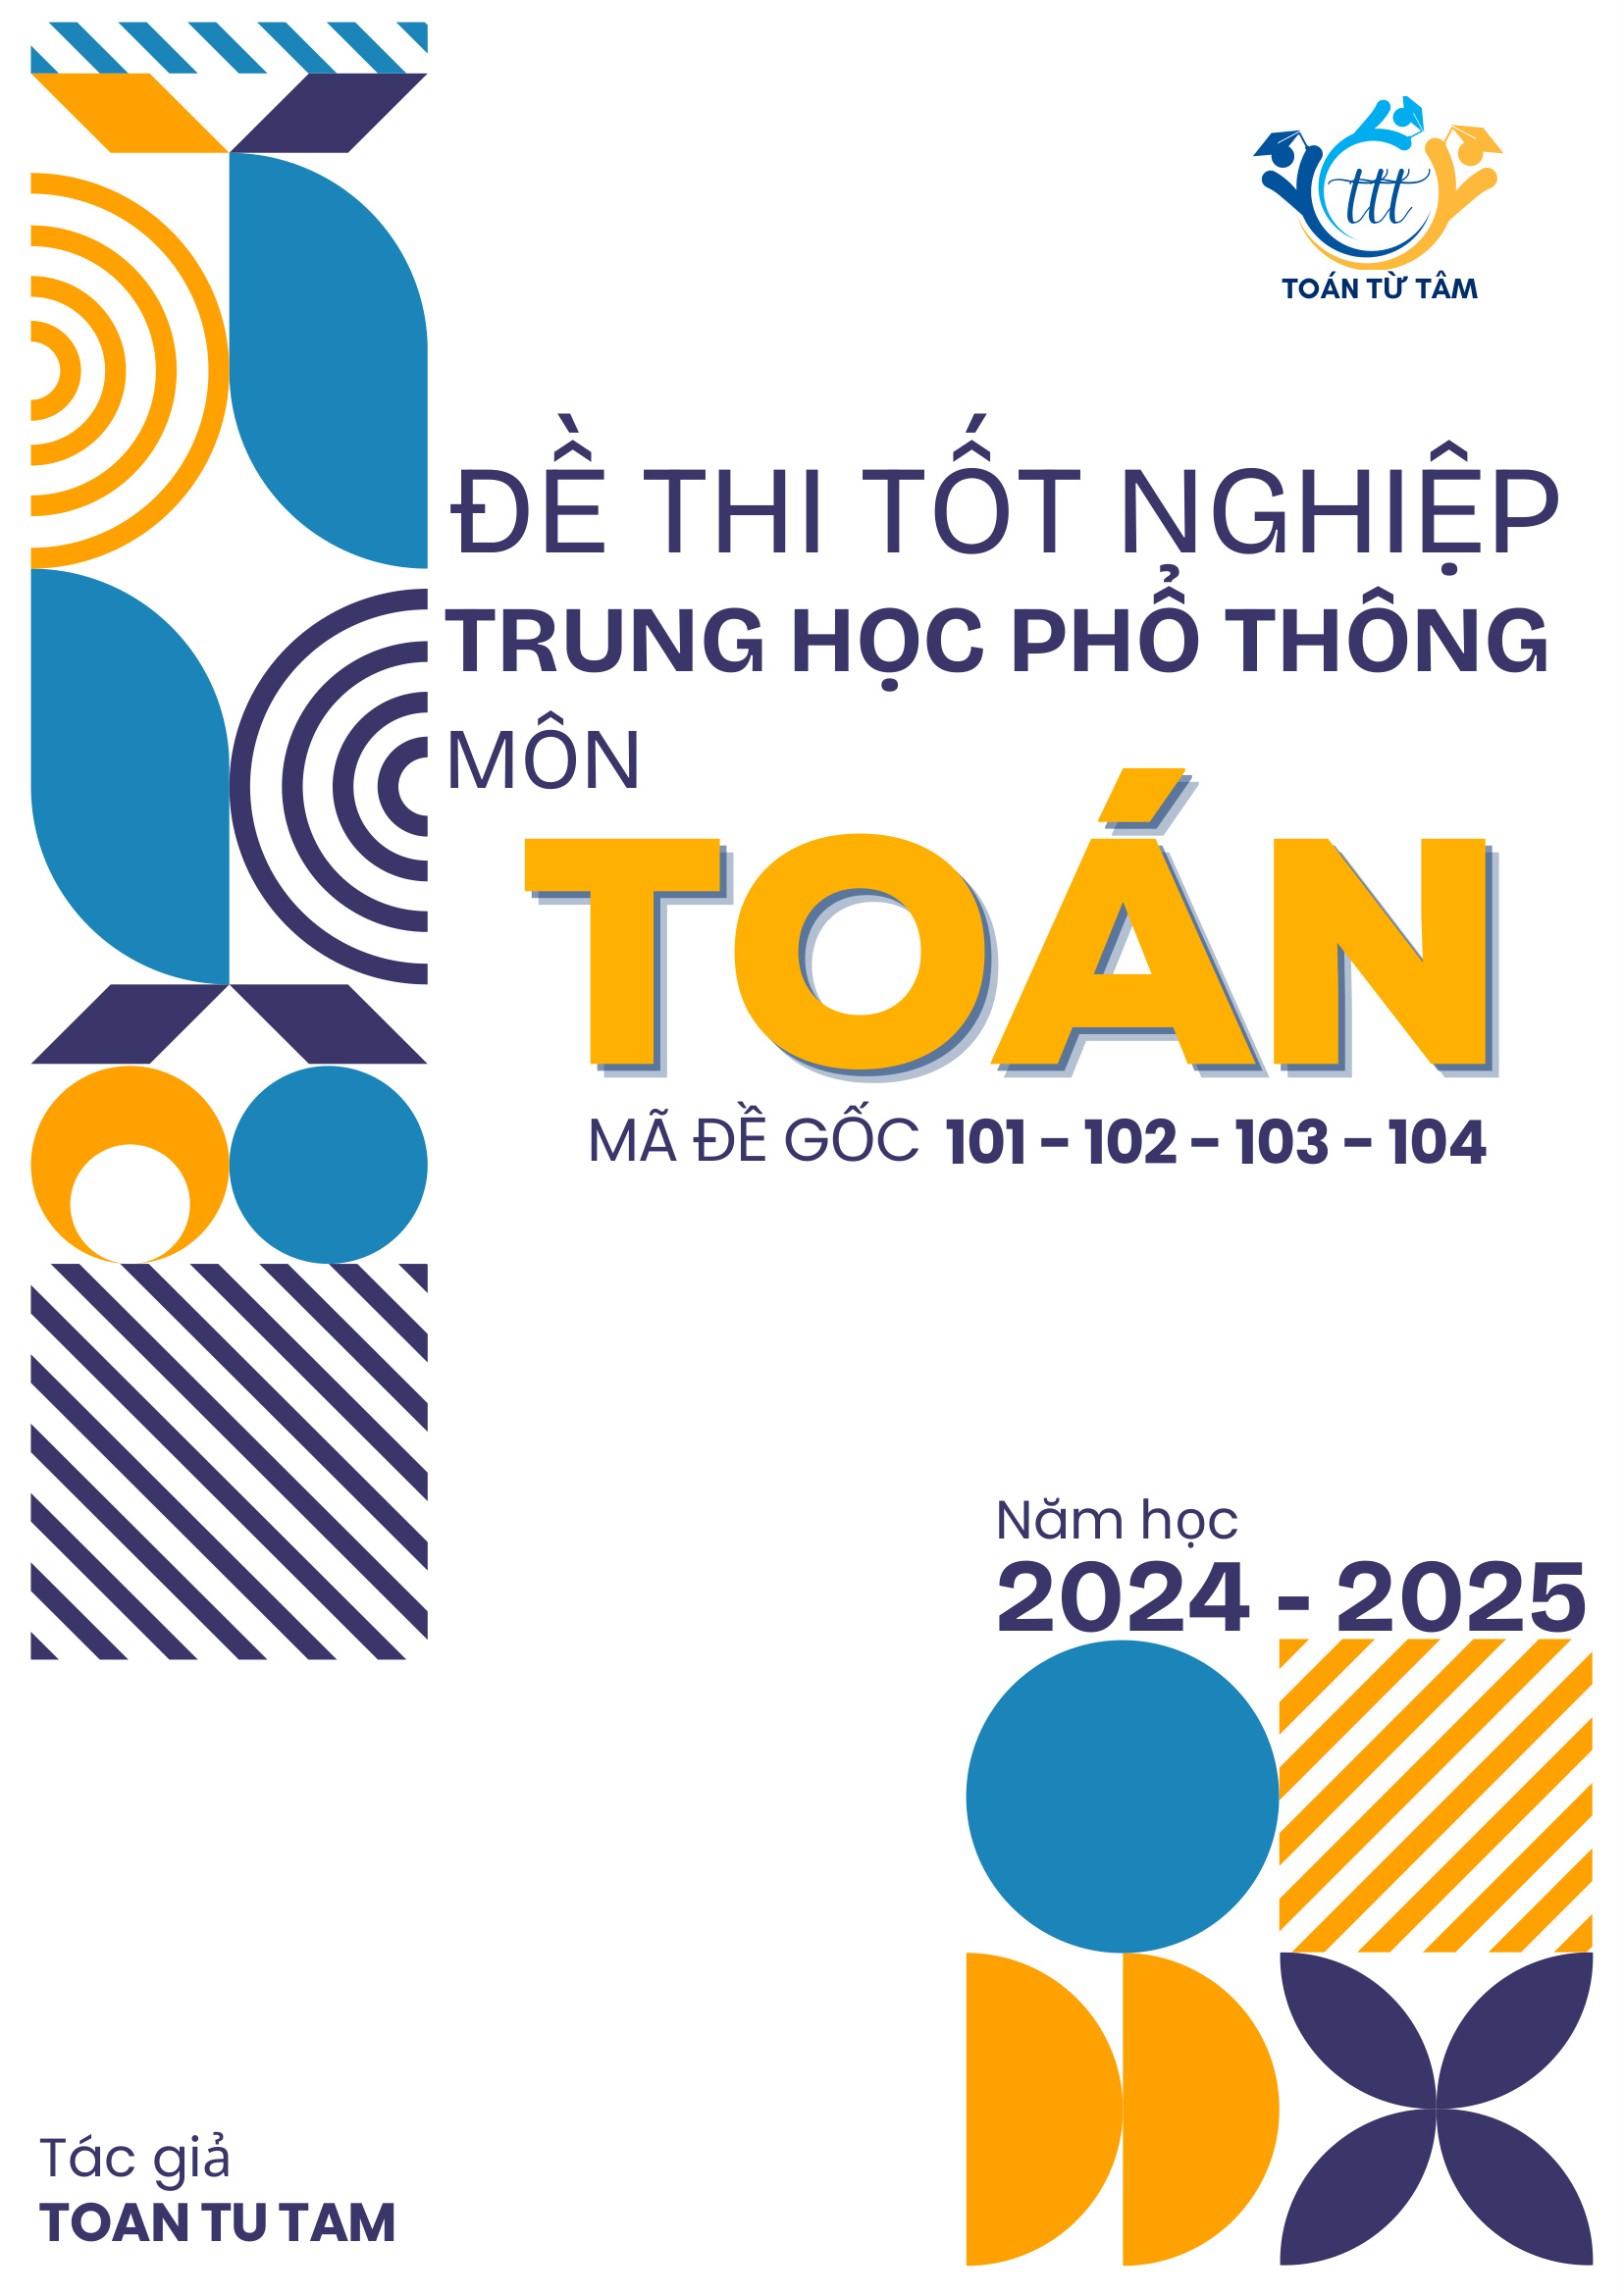 ttt
TOÁN TỪ TÂM
ĐỀ THI TỐT NGHIỆP
TRUNG HỌC PHỔ THÔNG
MÔN
TOÁN
MÃ ĐỀ GỐC 101 – 102 – 103 – 104
Năm học
2024 - 2025
Tác giả
TOAN TU TAM